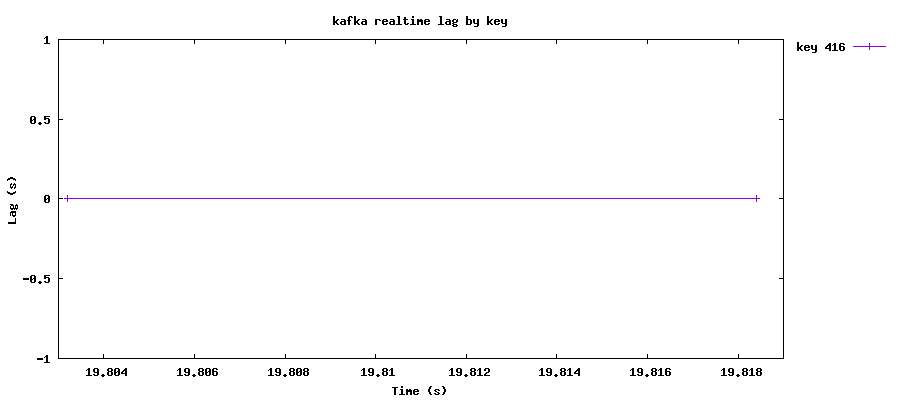 kafka realtime lag by key
key 416
1
0.5
0
-0.5
-1
Lag (s)
19.804 19.806 19.808 19.81 19.812 19.814 19.816 19.818
Time (s)